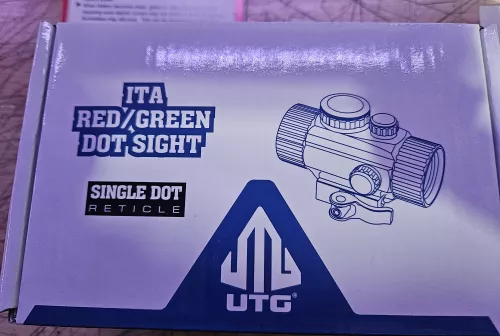 ITA
RED/GREEN
DOT SIGHT
SINGLE DOT
RETICLE
UTG®